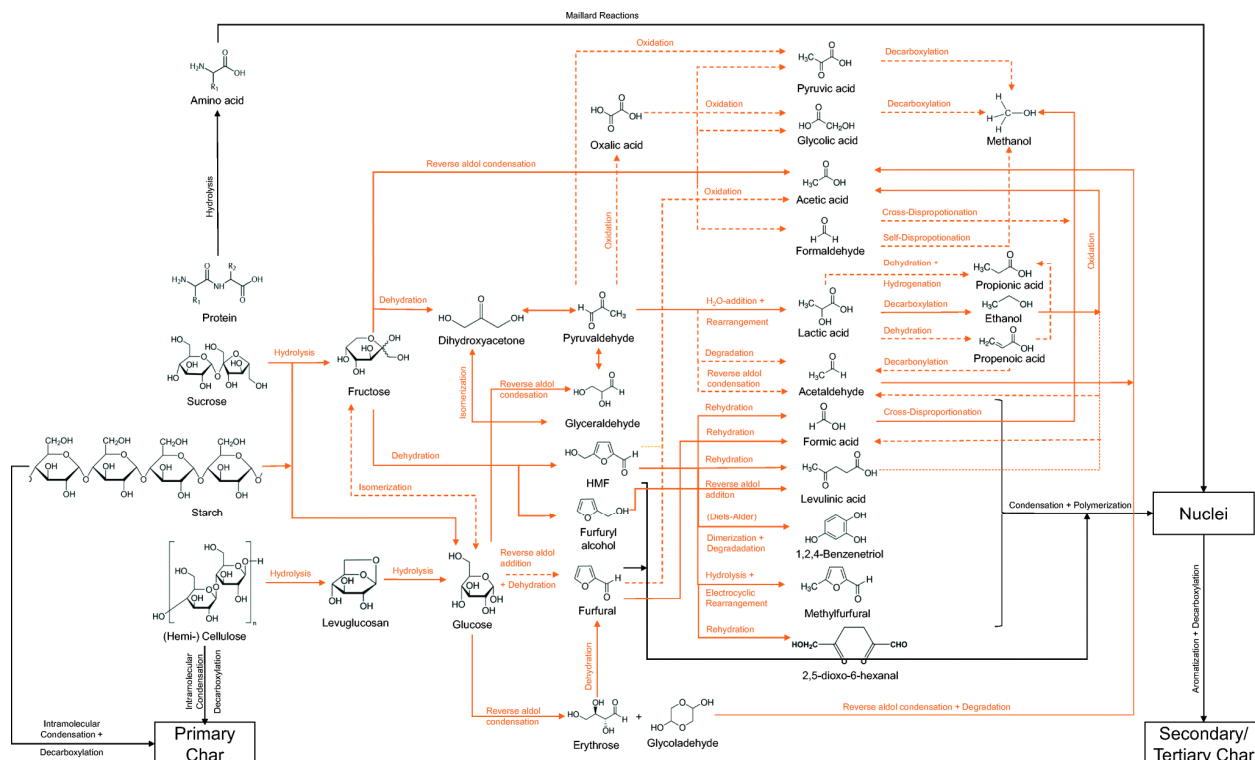 Maillard Reactions
Amino acid
Hydrolysis
Protein
Sucrose
Hydrolysis
Starch
(Hemi-) Cellulose
Hydrolysis
Levuglucosan
Hydrolysis
Intramolecular
Condensation
Decarboxylation
Intramolecular
Condensation +
Decarboxylation
Primary
Char
Reverse aldol condensation
Dehydration
Fructose
Dehydration
Isomerization
Glucose
Reverse aldol
condensation
Dihydroxyacetone
Isomerization
Reverse aldol
condesation
Reverse aldol
addition
+ Dehydration
Oxidation
Oxalic acid
Oxidation
Pyruvaldehyde
Glyceraldehyde
HMF
Furfuryl
alcohol
Furfural
Dehydration
Erythrose
+
Glycoladehyde
Oxidation
Oxidation
H₂O-addition +
Rearrangement
Degradation
Reverse aldol
condensation
Rehydration
Rehydration
Rehydration
Reverse aldol
additon
(Diels-Alder)
Dimerization +
Degradadation
Hydrolysis +
Electrocyclic
Rearrangement
Rehydration
Pyruvic acid
Glycolic acid
Acetic acid
Formaldehyde
Lactic acid
Acetaldehyde
Formic acid
Levulinic acid
1,2,4-Benzenetriol
Methylfurfural
HOH₂C
CHO
2,5-dioxo-6-hexanal
Decarboxylation
Decarboxylation
Methanol
Cross-Dispropotionation
Self-Dispropotionation
Dehydration +
Hydrogenation
Propionic acid
Decarboxylation
Ethanol
Dehydration
Propenoic acid
Decarbonylation
Cross-Disproportionation
Oxidation
Reverse aldol condensation + Degradation
Condensation + Polymerization
Nuclei
Aromatization + Decarboxylation
Secondary/
Tertiary Char